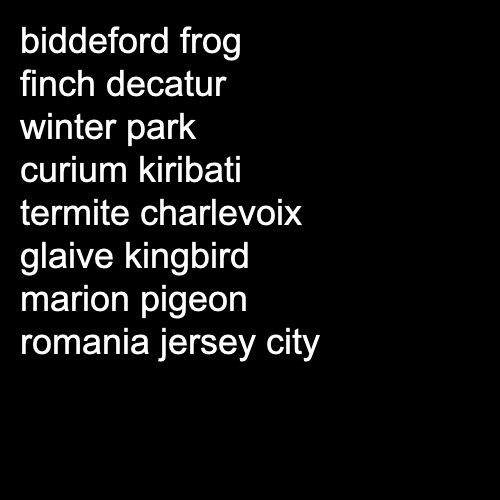 biddeford frog
finch decatur
winter park
curium kiribati
termite charlevoix
glaive kingbird
marion pigeon
romania jersey city